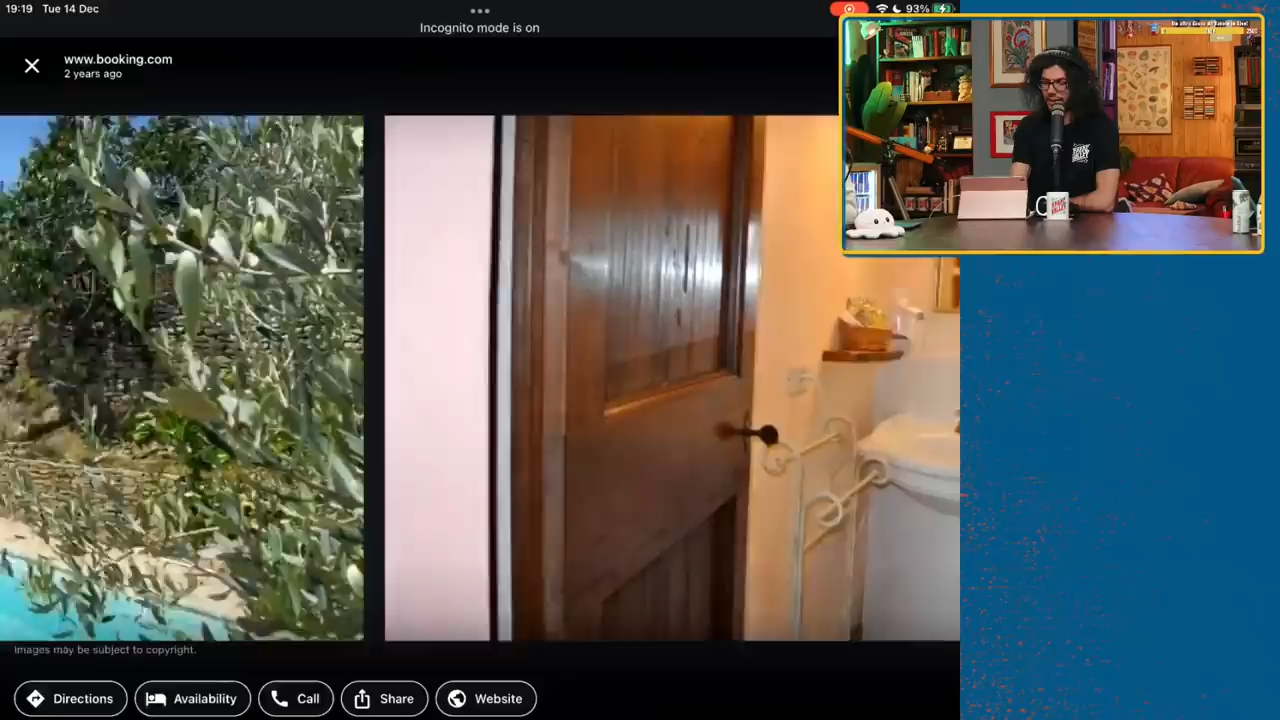 19:19 Tue 14 Dec
93%
Incognito mode is on
www.booking.com
2 years ago
Images may be subject to copyright.
Directions
Availability
Call
Share
Website